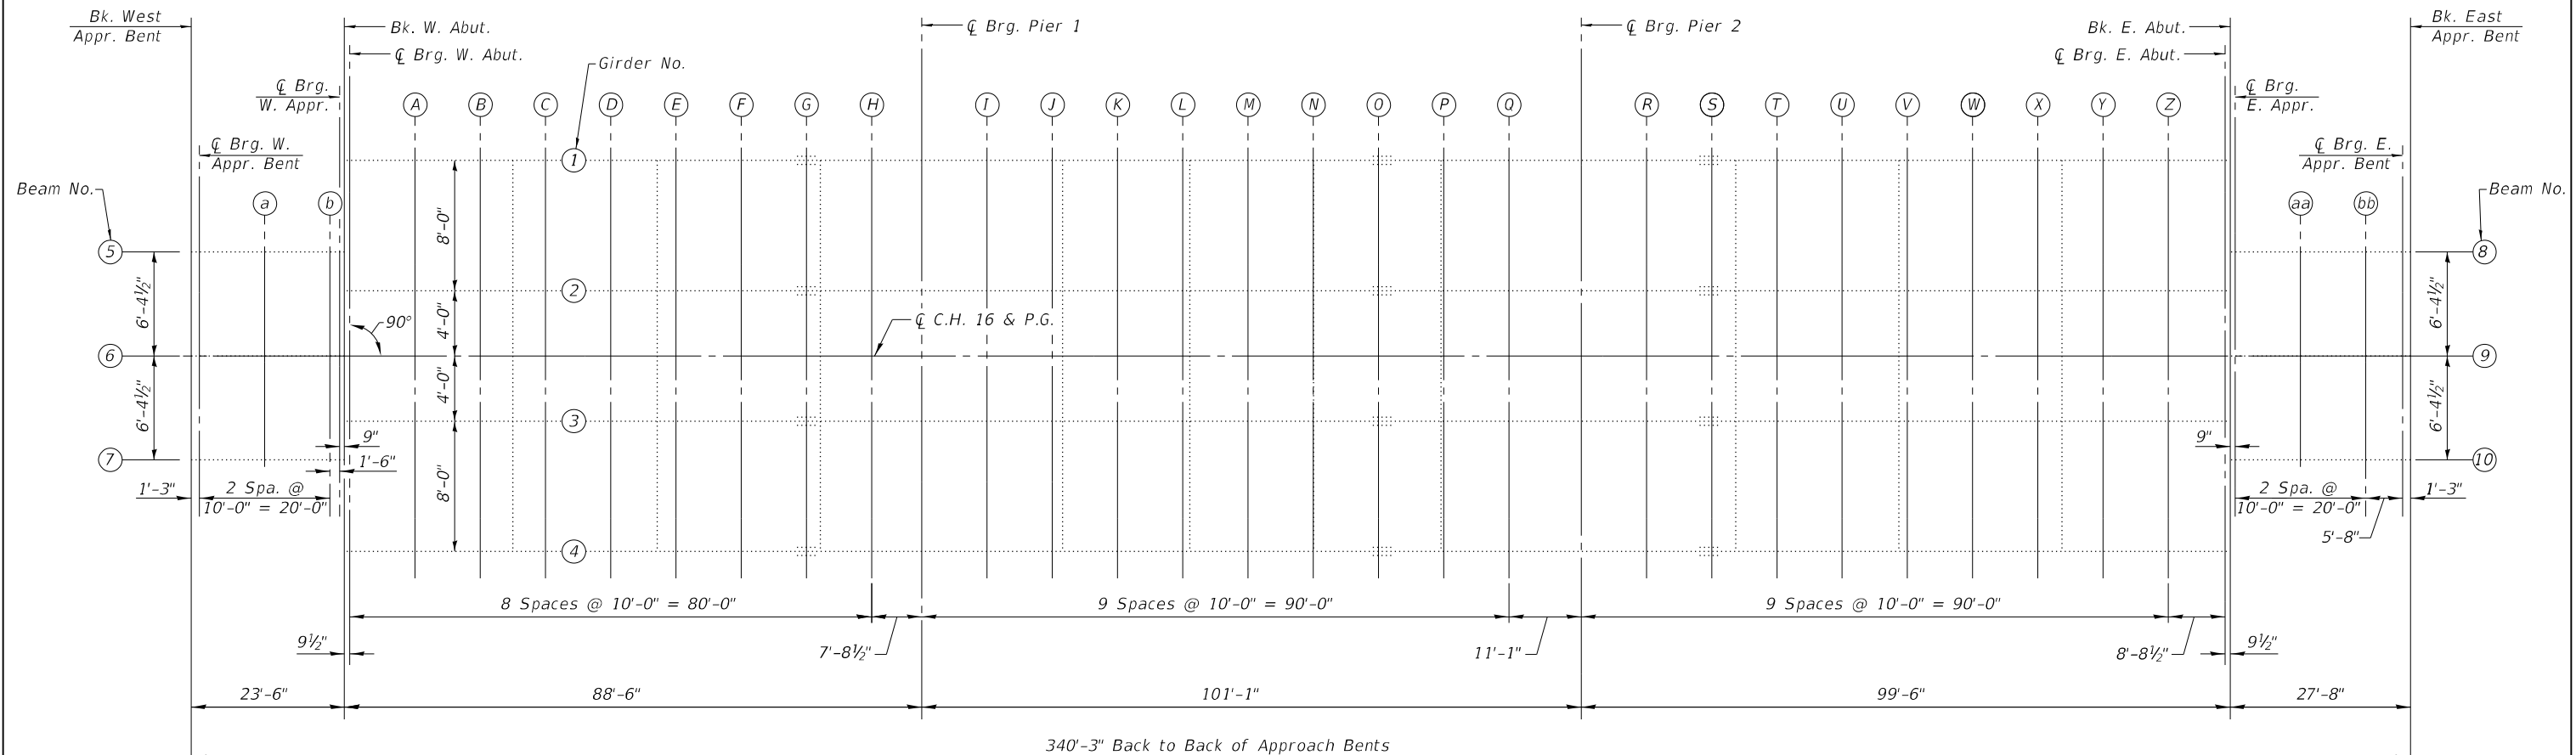 Bk. West
Appr. Bent
Bk. W. Abut.
℄ Brg. W. Abut.
℄ Brg. Pier 1
℄ Brg. Pier 2
Bk. E. Abut.
℄ Brg. E. Abut.
Bk. East
Appr. Bent
Girder No.
℄ Brg.
W. Appr.
℄ Brg.
E. Appr.
A B C D E F G H I J K L M N O P Q R S T U V W X Y Z
℄ Brg. W.
Appr. Bent
℄ Brg. E.
Appr. Bent
Beam No.
Beam No.
a b
aa bb
1
8'-0"
5
8
6'-4½"
6'-4½"
2
4'-0"
90°
℄ C.H. 16 & P.G.
6
9
6'-4½"
4'-0"
6'-4½"
3
9"
9"
7
10
1'-6"
8'-0"
1'-3"
2 Spa. @
10'-0" = 20'-0"
2 Spa. @
10'-0" = 20'-0"
1'-3"
5'-8"
4
8 Spaces @ 10'-0" = 80'-0"
9 Spaces @ 10'-0" = 90'-0"
9 Spaces @ 10'-0" = 90'-0"
9½"
7'-8½"
11'-1"
8'-8½"
9½"
23'-6"
88'-6"
101'-1"
99'-6"
27'-8"
340'-3" Back to Back of Approach Bents